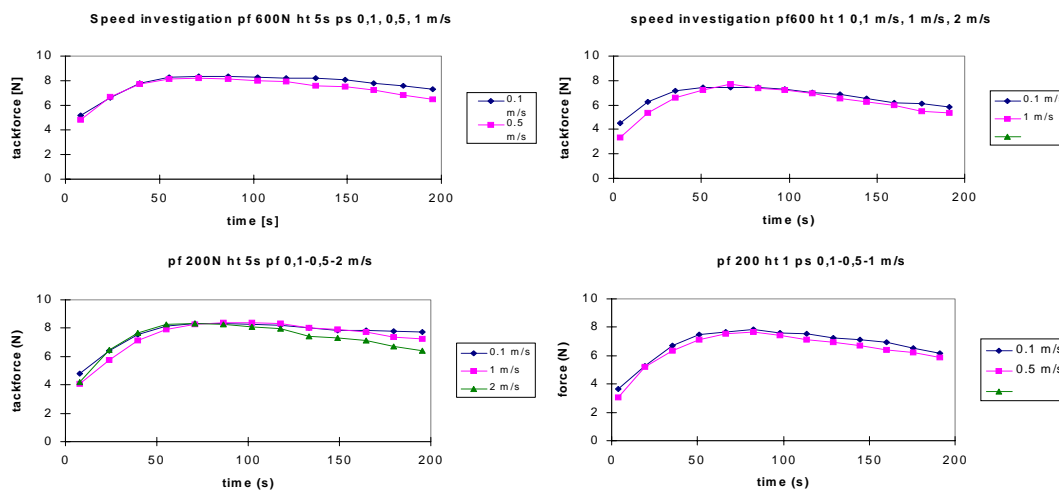 Speed investigation pf 600N ht 5s ps 0,1, 0,5, 1 m/s
tackforce [N]
10
8
6
4
2
0
0 50 100 150 200
time [s]
0.1
m/s
0.5
m/s
speed investigation pf600 ht 1 0,1 m/s, 1 m/s, 2 m/s
tackforce [N]
10
8
6
4
2
0
0 50 100 150 200
time (s)
0.1 m/s
1 m/s
pf 200N ht 5s pf 0,1-0,5-2 m/s
tackforce (N)
10
8
6
4
2
0
0 50 100 150 200
time (s)
0.1 m/s
1 m/s
2 m/s
pf 200 ht 1 ps 0,1-0,5-1 m/s
force (N)
10
8
6
4
2
0
0 50 100 150 200
time (s)
0.1 m/s
0.5 m/s